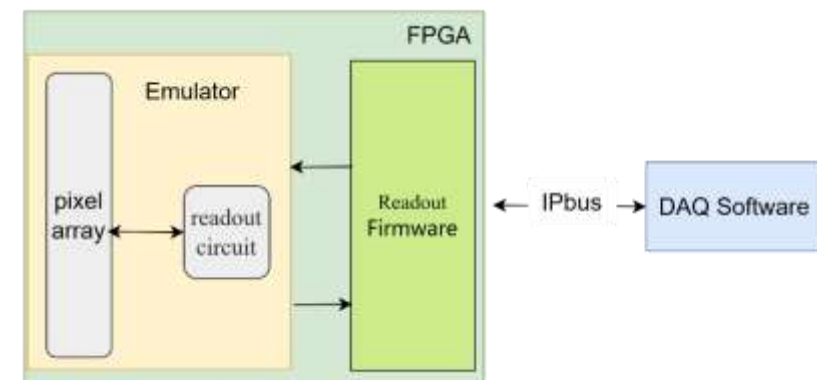 FPGA
Emulator
pixel
array
readout
circuit
Readout
Firmware
IPbus
DAQ Software